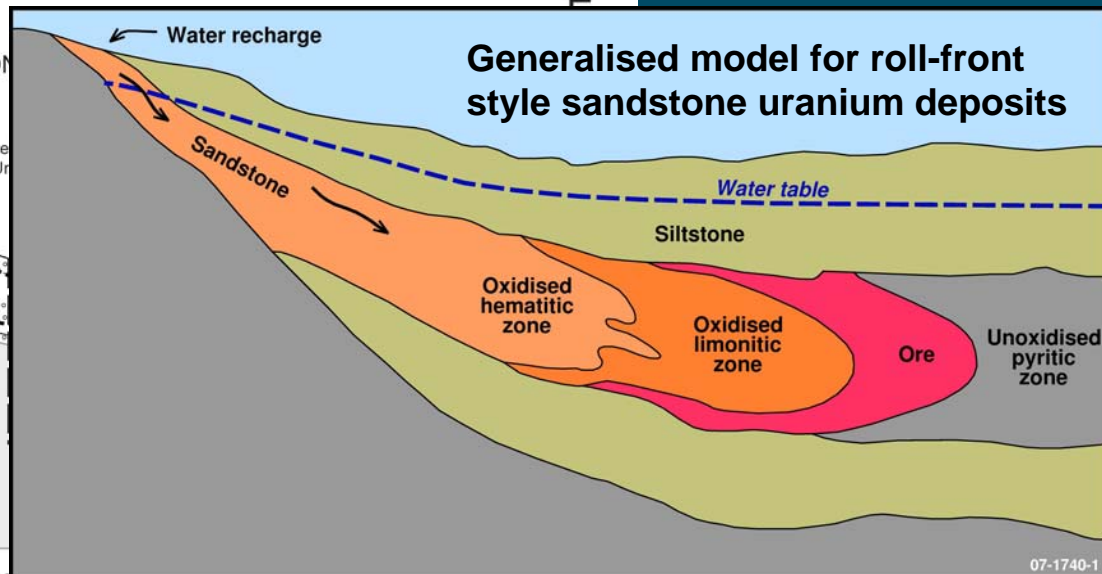 Water recharge
Generalised model for roll-front
style sandstone uranium deposits
Sandstone
Water table
Siltstone
Oxidised
hematitic
zone
Oxidised
limonitic
zone
Ore
Unoxidised
pyritic
zone
07-1740-1